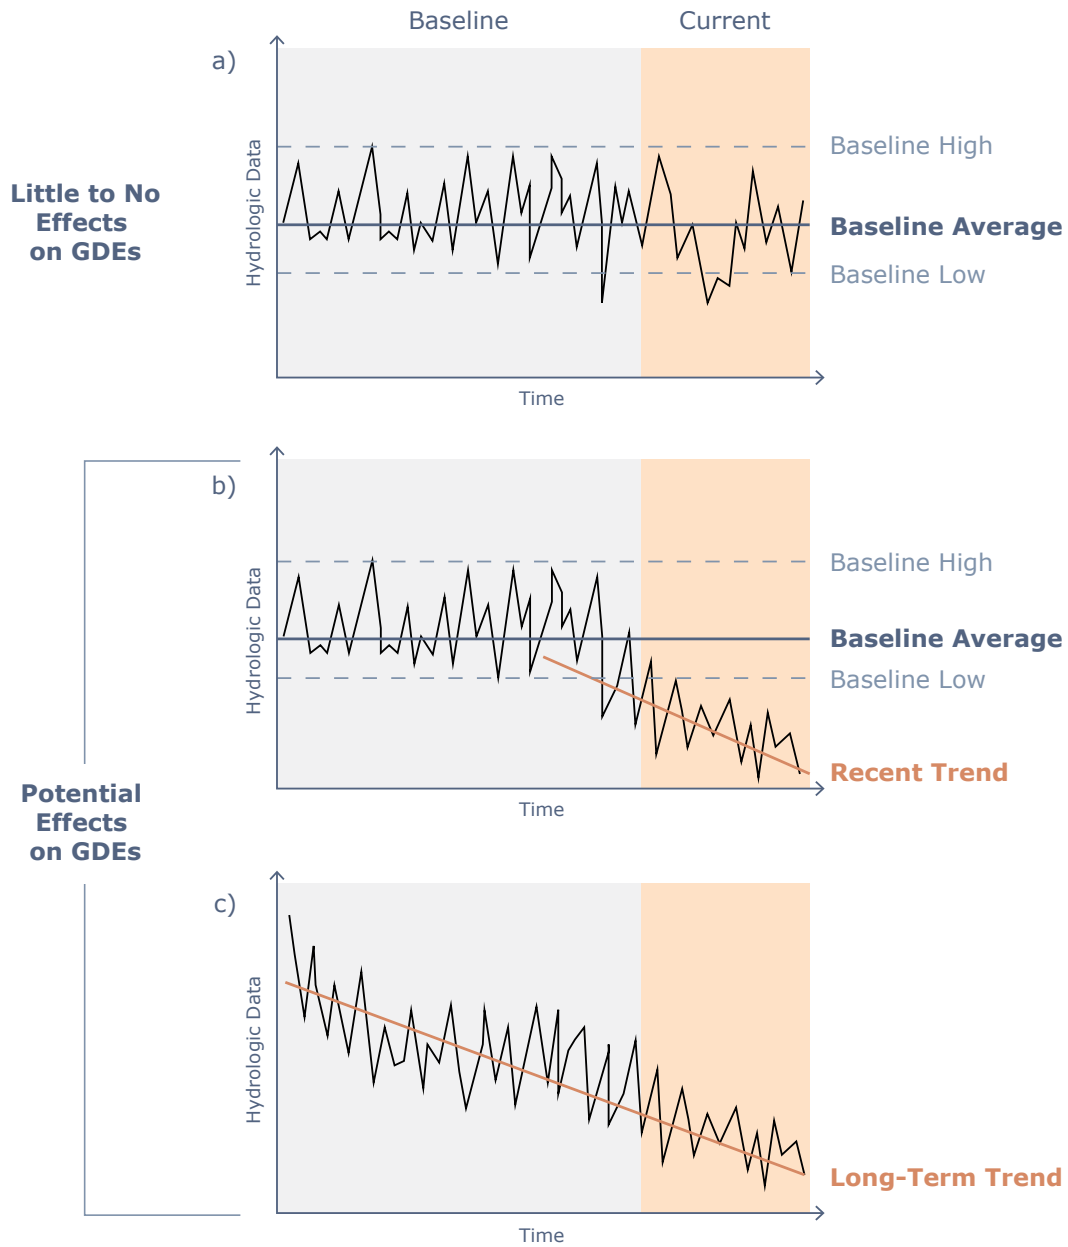 Baseline
Current
a)
Hydrologic Data
Little to No
Effects
on GDEs
Baseline High
Baseline Average
Baseline Low
Time
b)
Hydrologic Data
Baseline High
Baseline Average
Baseline Low
Recent Trend
Time
Potential
Effects
on GDEs
c)
Hydrologic Data
Long-Term Trend
Time